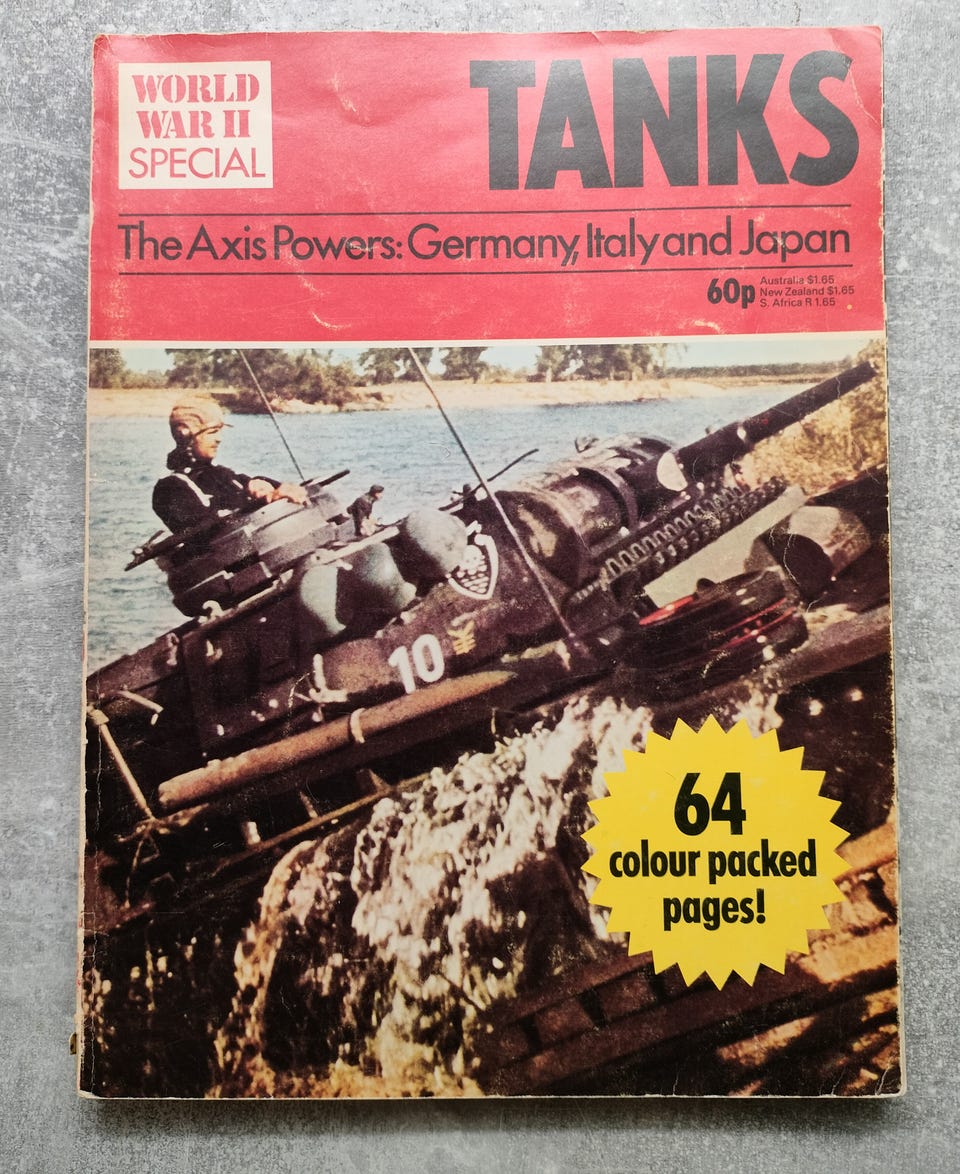 WORLD
WAR II
SPECIAL
TANKS
The Axis Powers: Germany, Italy and Japan
60p
Australia $1.65
New Zealand $1.65
S. Africa R 1.65
10
64
colour packed
pages!